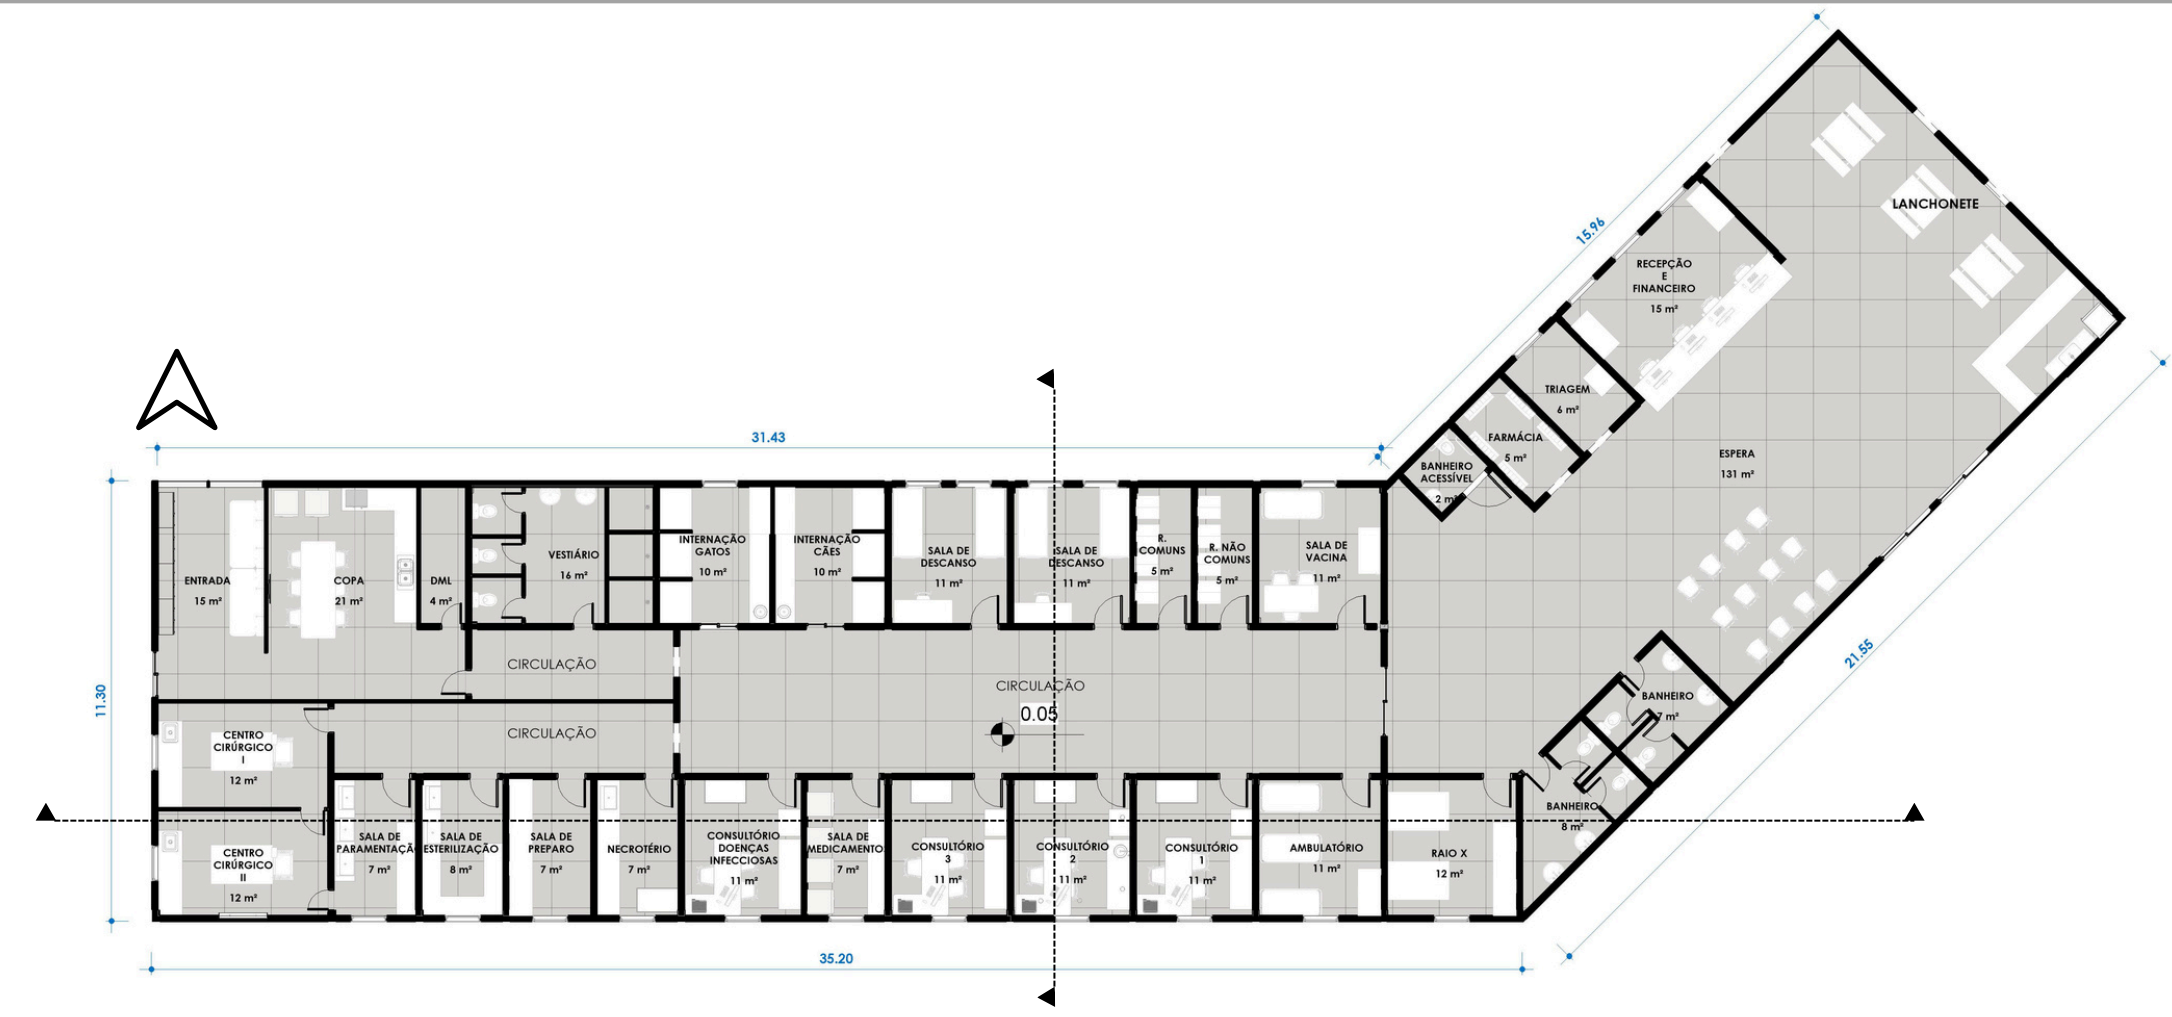 LANCHONETE
15.96
RECEPÇÃO
E
FINANCEIRO
15 m²
TRIAGEM
6 m²
FARMÁCIA
5 m²
BANHEIRO
ACESSÍVEL
2 m²
ESPERA
131 m²
31.43
11.30
21.55
ENTRADA
15 m²
COPA
21 m²
DML
4 m²
VESTIÁRIO
16 m²
INTERNAÇÃO
GATOS
10 m²
INTERNAÇÃO
CÃES
10 m²
SALA DE
DESCANSO
11 m²
SALA DE
DESCANSO
11 m²
R.
COMUNS
5 m²
R. NÃO
COMUNS
5 m²
SALA DE
VACINA
11 m²
CIRCULAÇÃO
CIRCULAÇÃO
0.05
CIRCULAÇÃO
BANHEIRO
7 m²
BANHEIRO
8 m²
CENTRO
CIRÚRGICO
I
12 m²
CENTRO
CIRÚRGICO
II
12 m²
SALA DE
PARAMENTAÇÃO
7 m²
SALA DE
ESTERILIZAÇÃO
8 m²
SALA DE
PREPARO
7 m²
NECROTÉRIO
7 m²
CONSULTÓRIO
DOENÇAS
INFECCIOSAS
11 m²
SALA DE
MEDICAMENTO
7 m²
CONSULTÓRIO
3
11 m²
CONSULTÓRIO
2
11 m²
CONSULTÓRIO
1
11 m²
AMBULATÓRIO
11 m²
RAIO X
12 m²
35.20